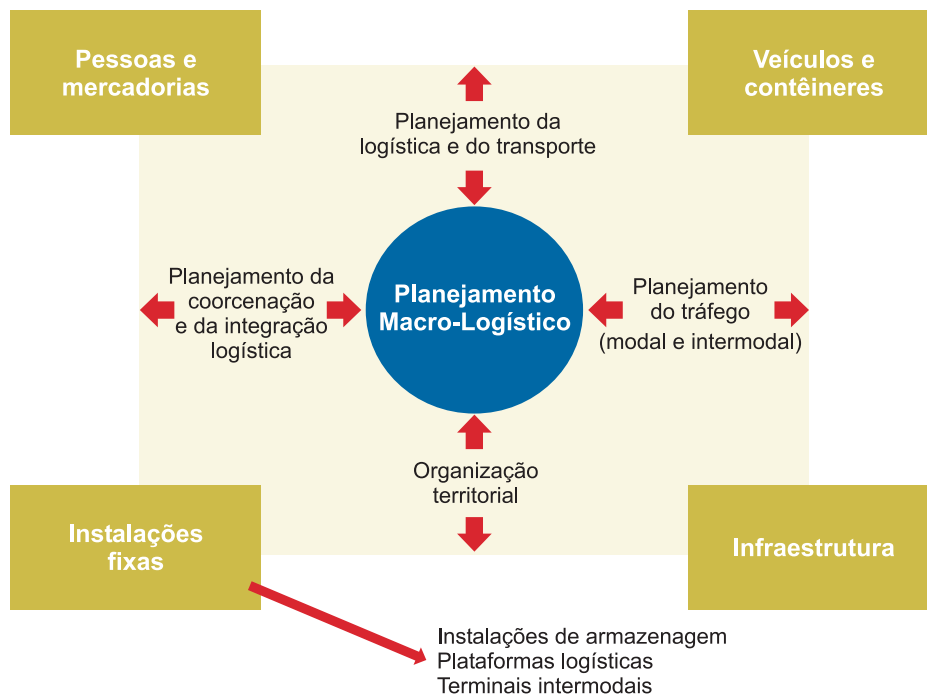 Pessoas e
mercadorias
Veículos e
contêineres
Planejamento da
logística e do transporte
Planejamento da
coorcenação
e da integração
logística
Planejamento
Macro-Logístico
Planejamento
do tráfego
(modal e intermodal)
Organização
territorial
Instalações
fixas
Infraestrutura
Instalações de armazenagem
Plataformas logísticas
Terminais intermodais